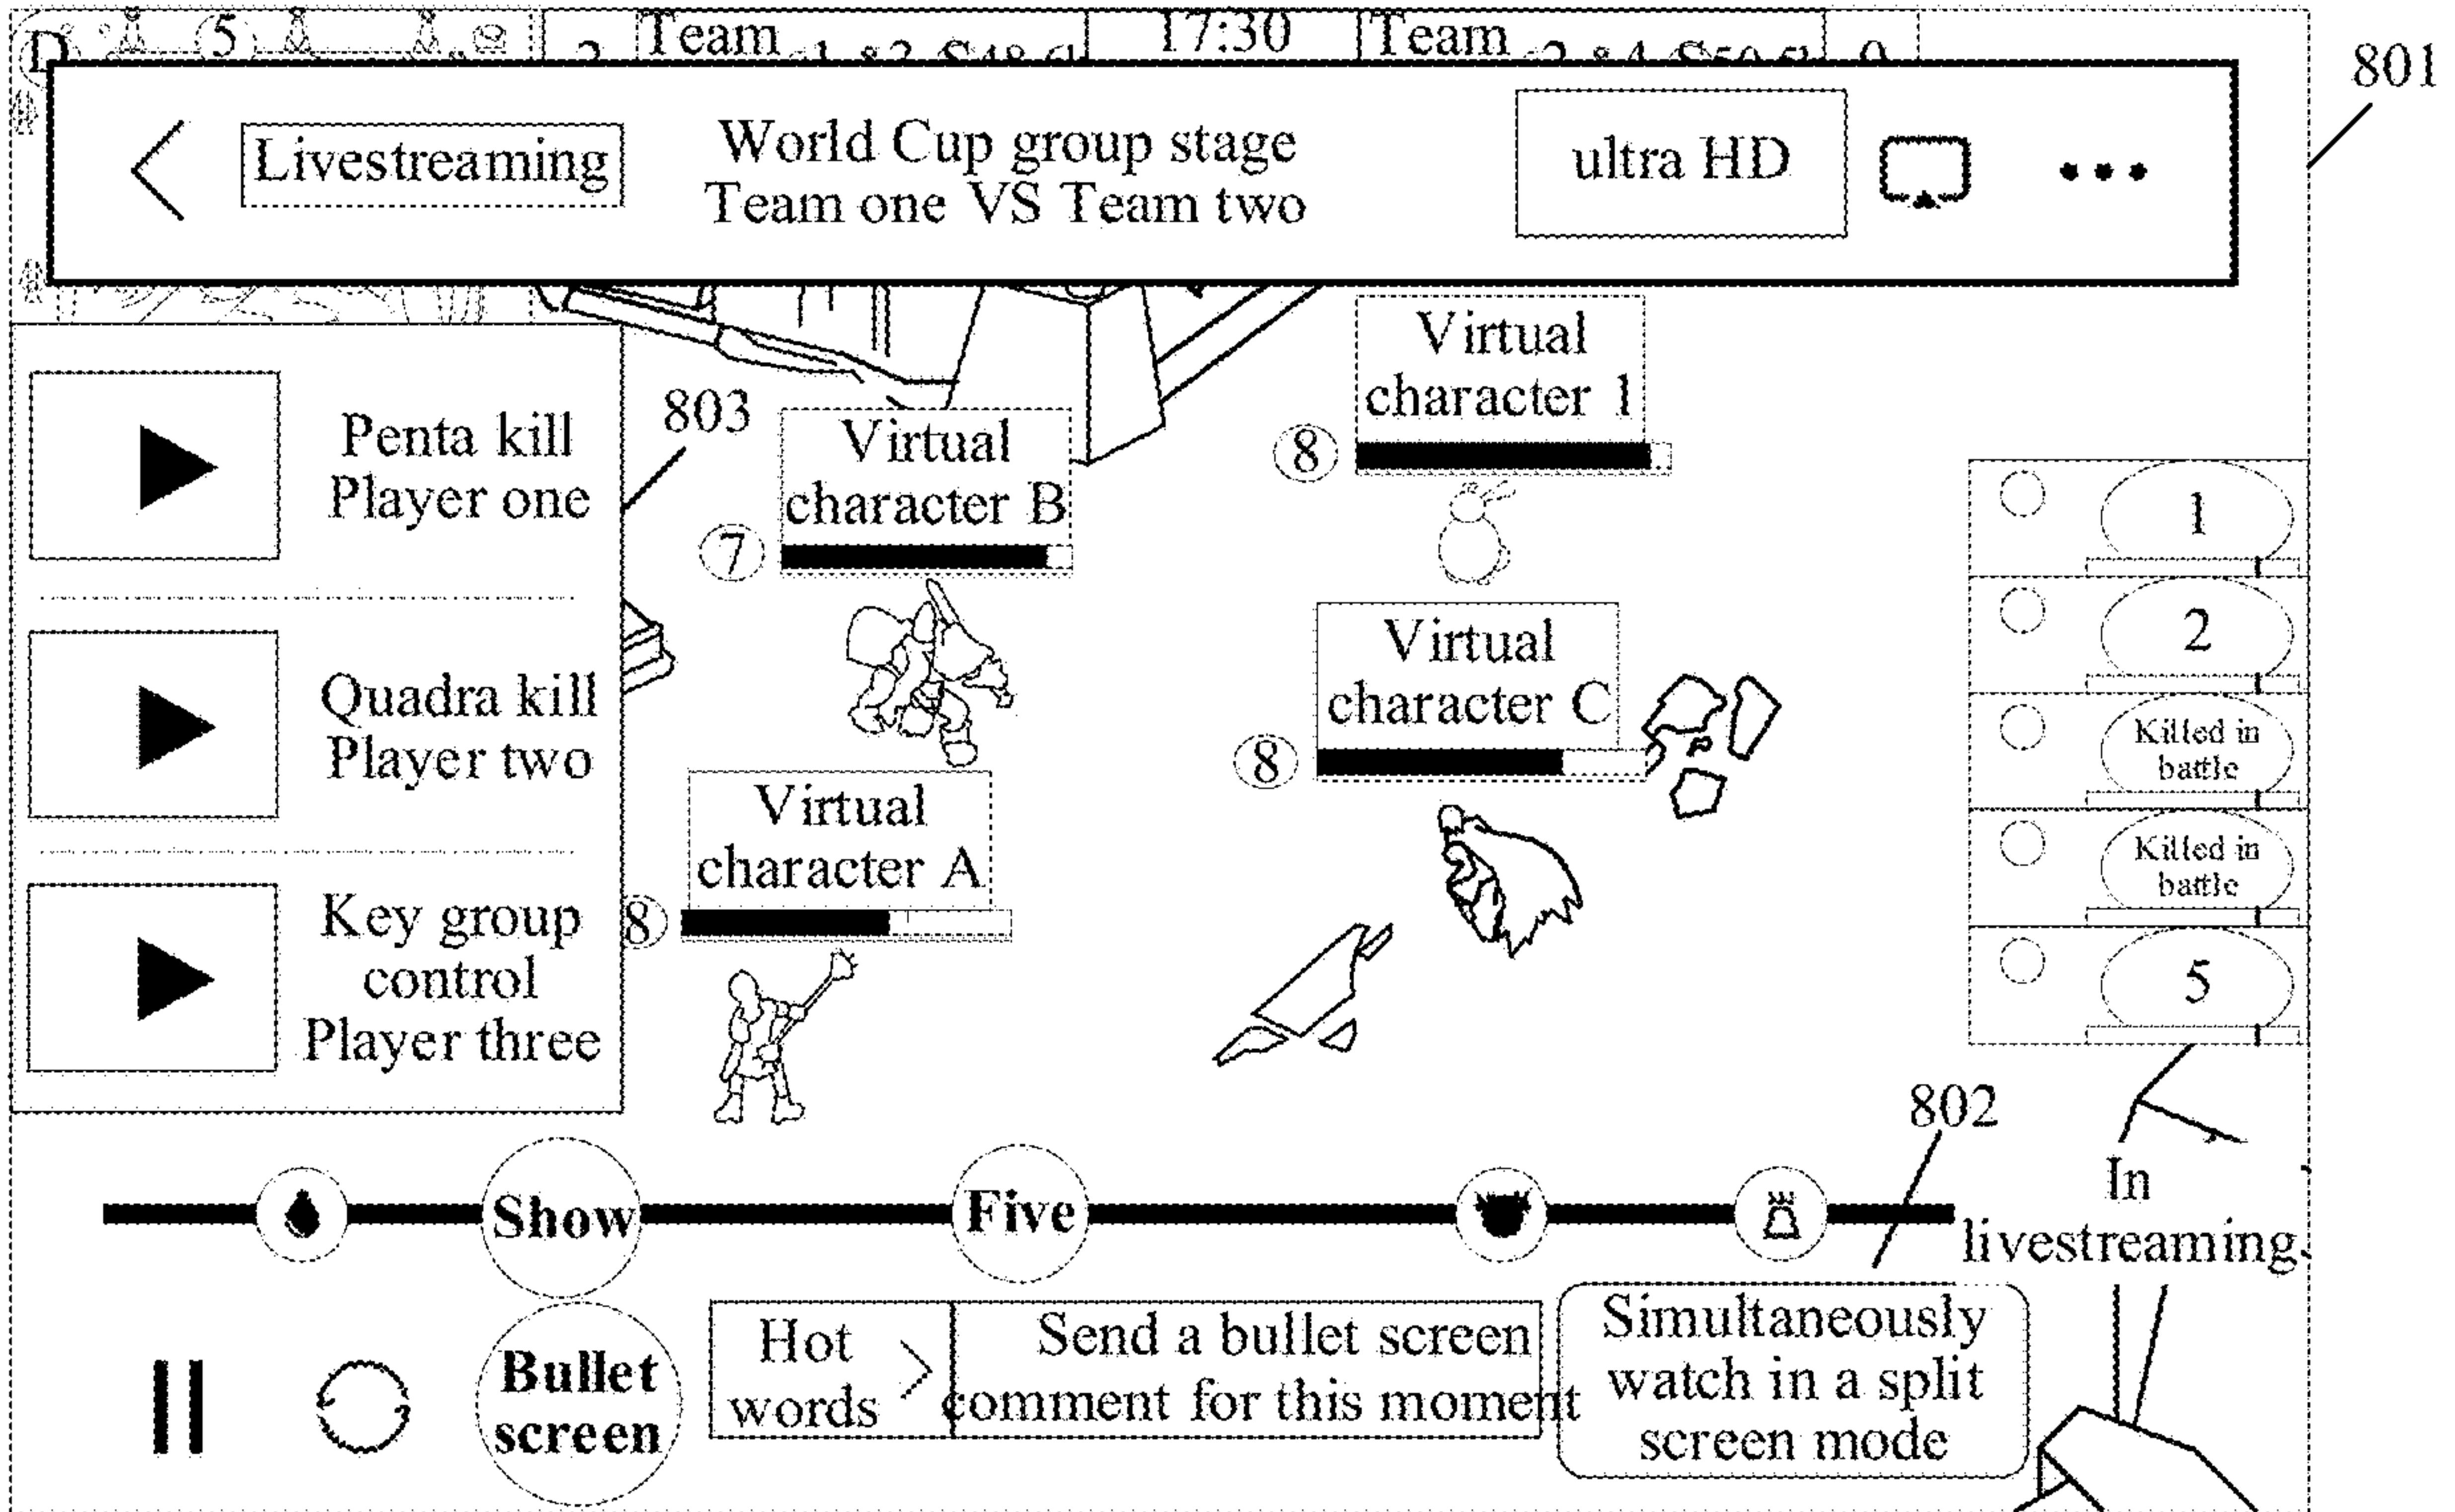 5
Team
17:30
Team
801
Livestreaming
World Cup group stage
Team one VS Team two
ultra HD
Penta kill
Player one
803
Quadra kill
Player two
Key group
control
Player three
Virtual
character 1
8
Virtual
character B
7
Virtual
character C
8
Virtual
character A
8
1
2
Killed in
battle
Killed in
battle
5
802
Show
Five
In
livestreaming
Bullet
screen
Hot
words
Send a bullet screen
comment for this moment
Simultaneously
watch in a split
screen mode